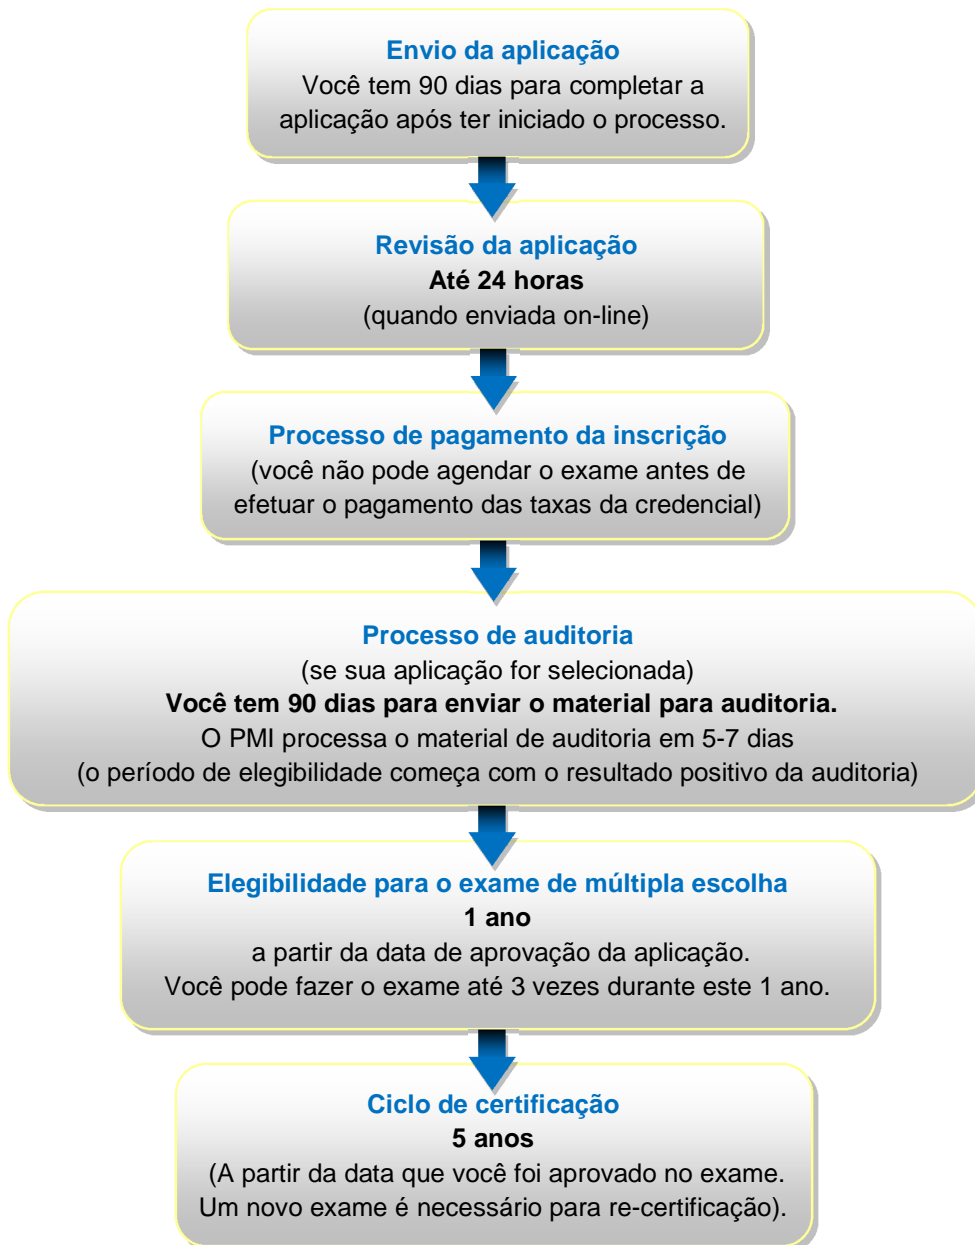 Envio da aplicação
Você tem 90 dias para completar a
aplicação após ter iniciado o processo.
Revisão da aplicação
Até 24 horas
(quando enviada on-line)
Processo de pagamento da inscrição
(você não pode agendar o exame antes de
efetuar o pagamento das taxas da credencial)
Processo de auditoria
(se sua aplicação for selecionada)
Você tem 90 dias para enviar o material para auditoria.
O PMI processa o material de auditoria em 5-7 dias
(o período de elegibilidade começa com o resultado positivo da auditoria)
Elegibilidade para o exame de múltipla escolha
1 ano
a partir da data de aprovação da aplicação.
Você pode fazer o exame até 3 vezes durante este 1 ano.
Ciclo de certificação
5 anos
(A partir da data que você foi aprovado no exame.
Um novo exame é necessário para re-certificação).